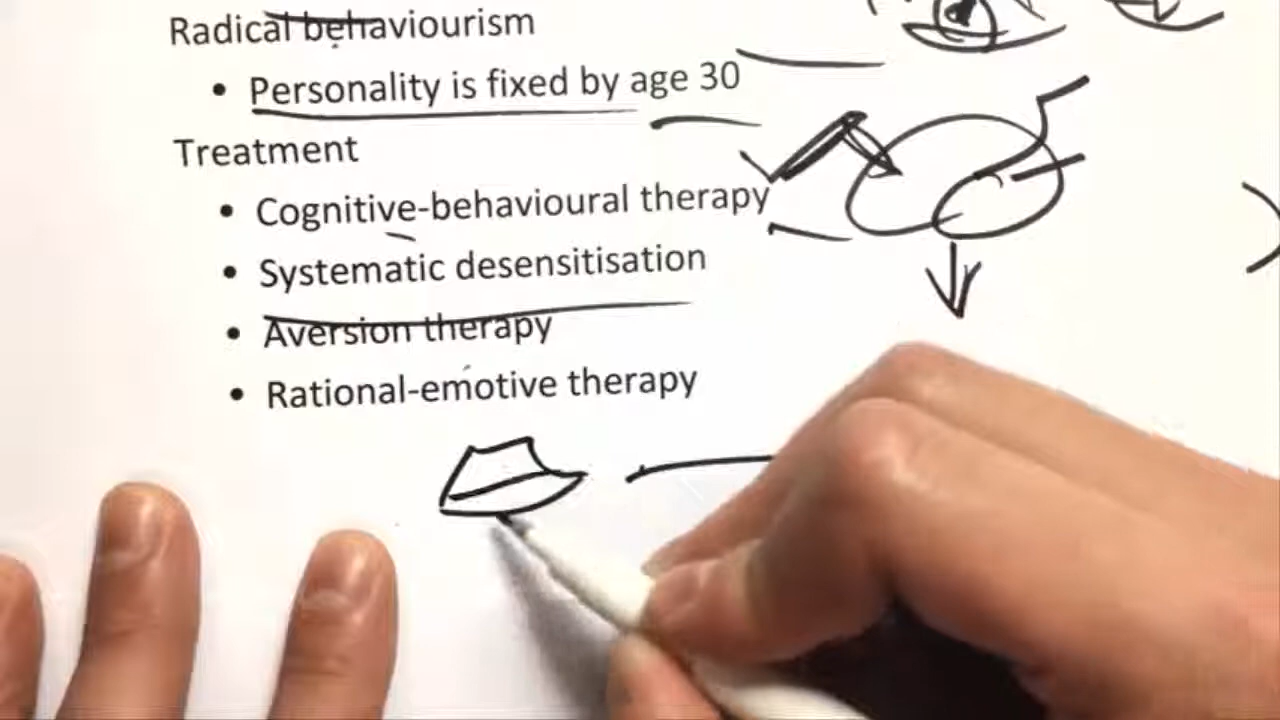 Radical behaviourism
• Personality is fixed by age 30
Treatment
• Cognitive-behavioural therapy
• Systematic desensitisation
• Aversion therapy
• Rational-emotive therapy